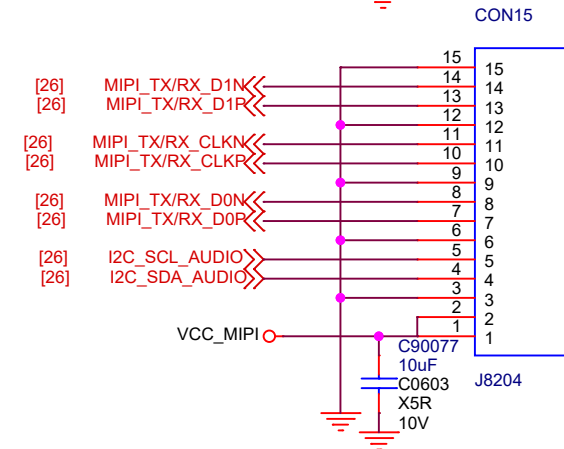 CON15
15 15
[26] MIPI_TX/RX_D1N 14 14
[26] MIPI_TX/RX_D1P 13 13
12 12
[26] MIPI_TX/RX_CLKN 11 11
[26] MIPI_TX/RX_CLKP 10 10
9 9
[26] MIPI_TX/RX_D0N 8 8
[26] MIPI_TX/RX_D0P 7 7
6 6
[26] I2C_SCL_AUDIO 5 5
[26] I2C_SDA_AUDIO 4 4
3 3
2 2
VCC_MIPI 1 1
C90077
10uF
C0603 J8204
X5R
10V